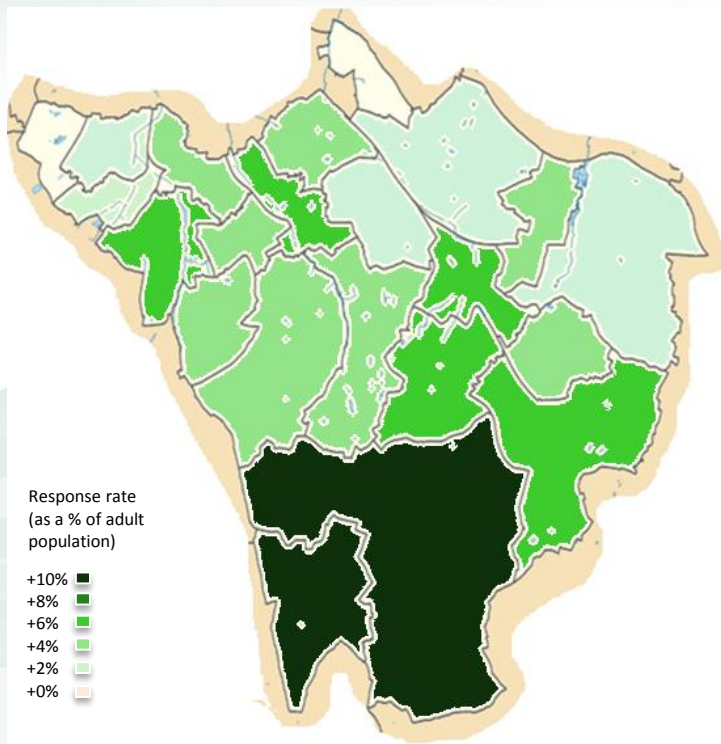 Response rate
(as a % of adult
population)
+10%
+8%
+6%
+4%
+2%
+0%